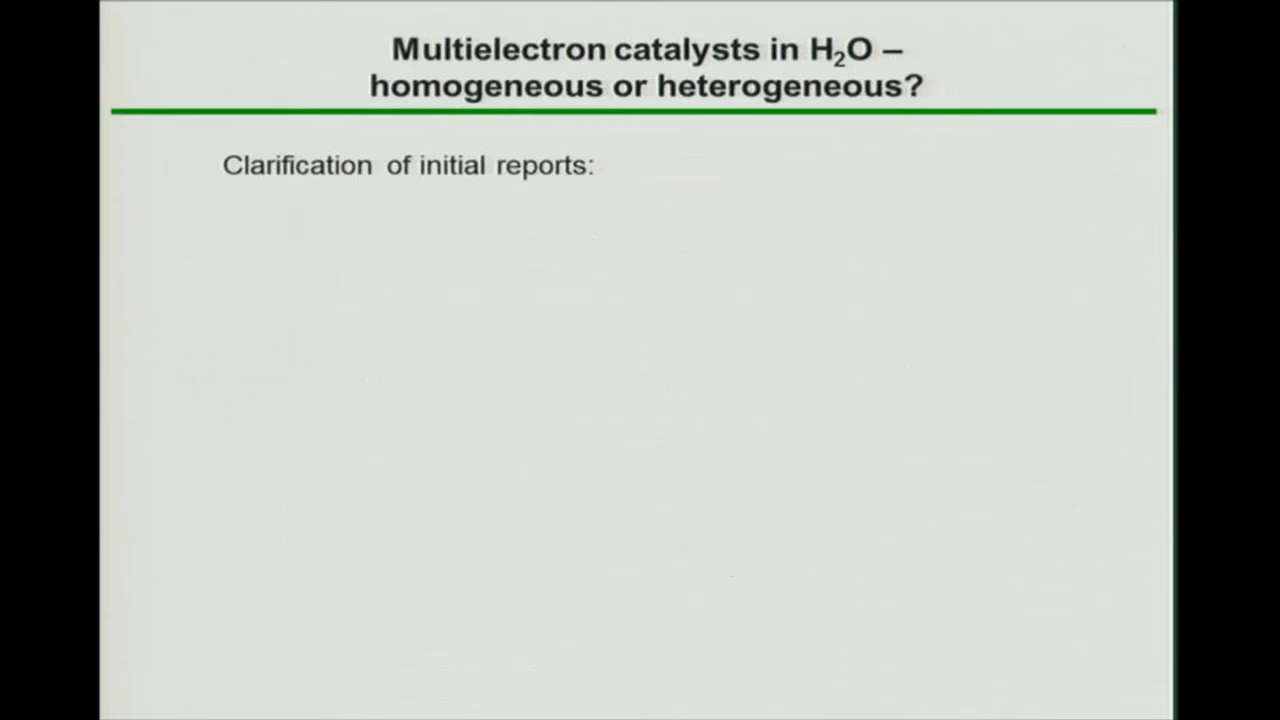 Multielectron catalysts in H₂O –
homogeneous or heterogeneous?
Clarification of initial reports: